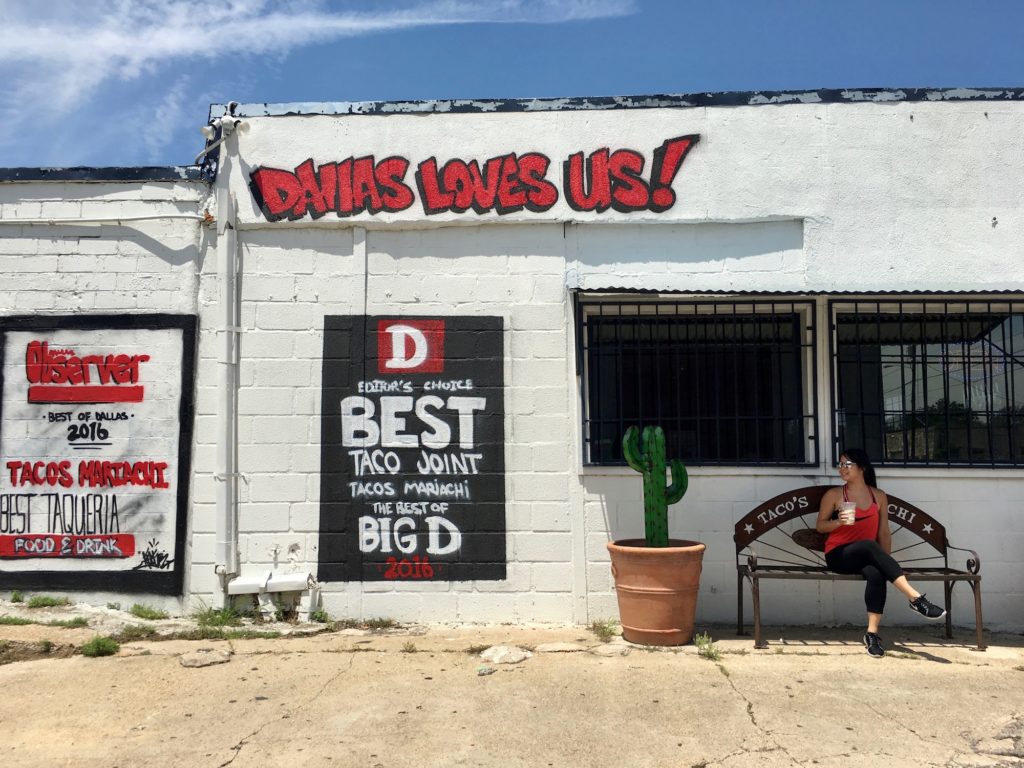 DALLAS LOVES US!
Observer
• BEST OF DALLAS •
2016
TACOS MARIACHI
BEST TAQUERIA
FOOD & DRINK
D
EDITOR'S CHOICE
BEST
TACO JOINT
TACOS MARIACHI
THE BEST OF
BIG D
2016
TACO'S CHI